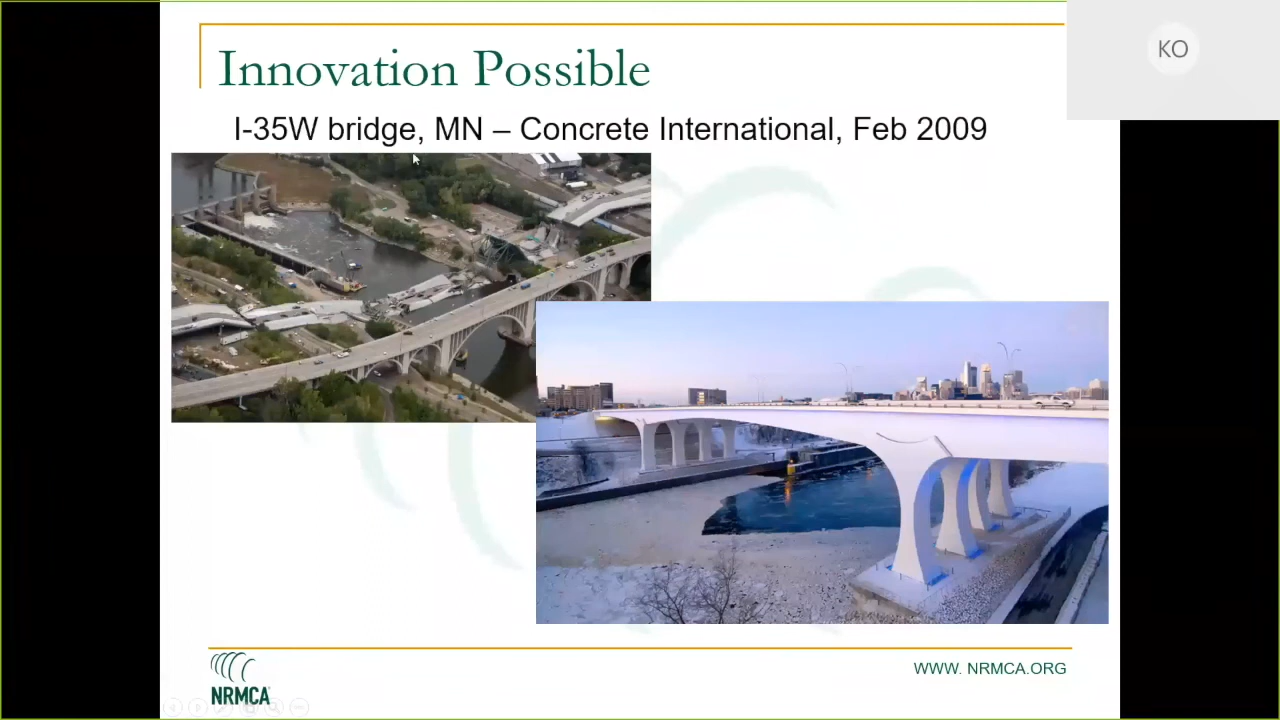 Innovation Possible
KO
I-35W bridge, MN – Concrete International, Feb 2009
WWW. NRMCA.ORG
NRMCA